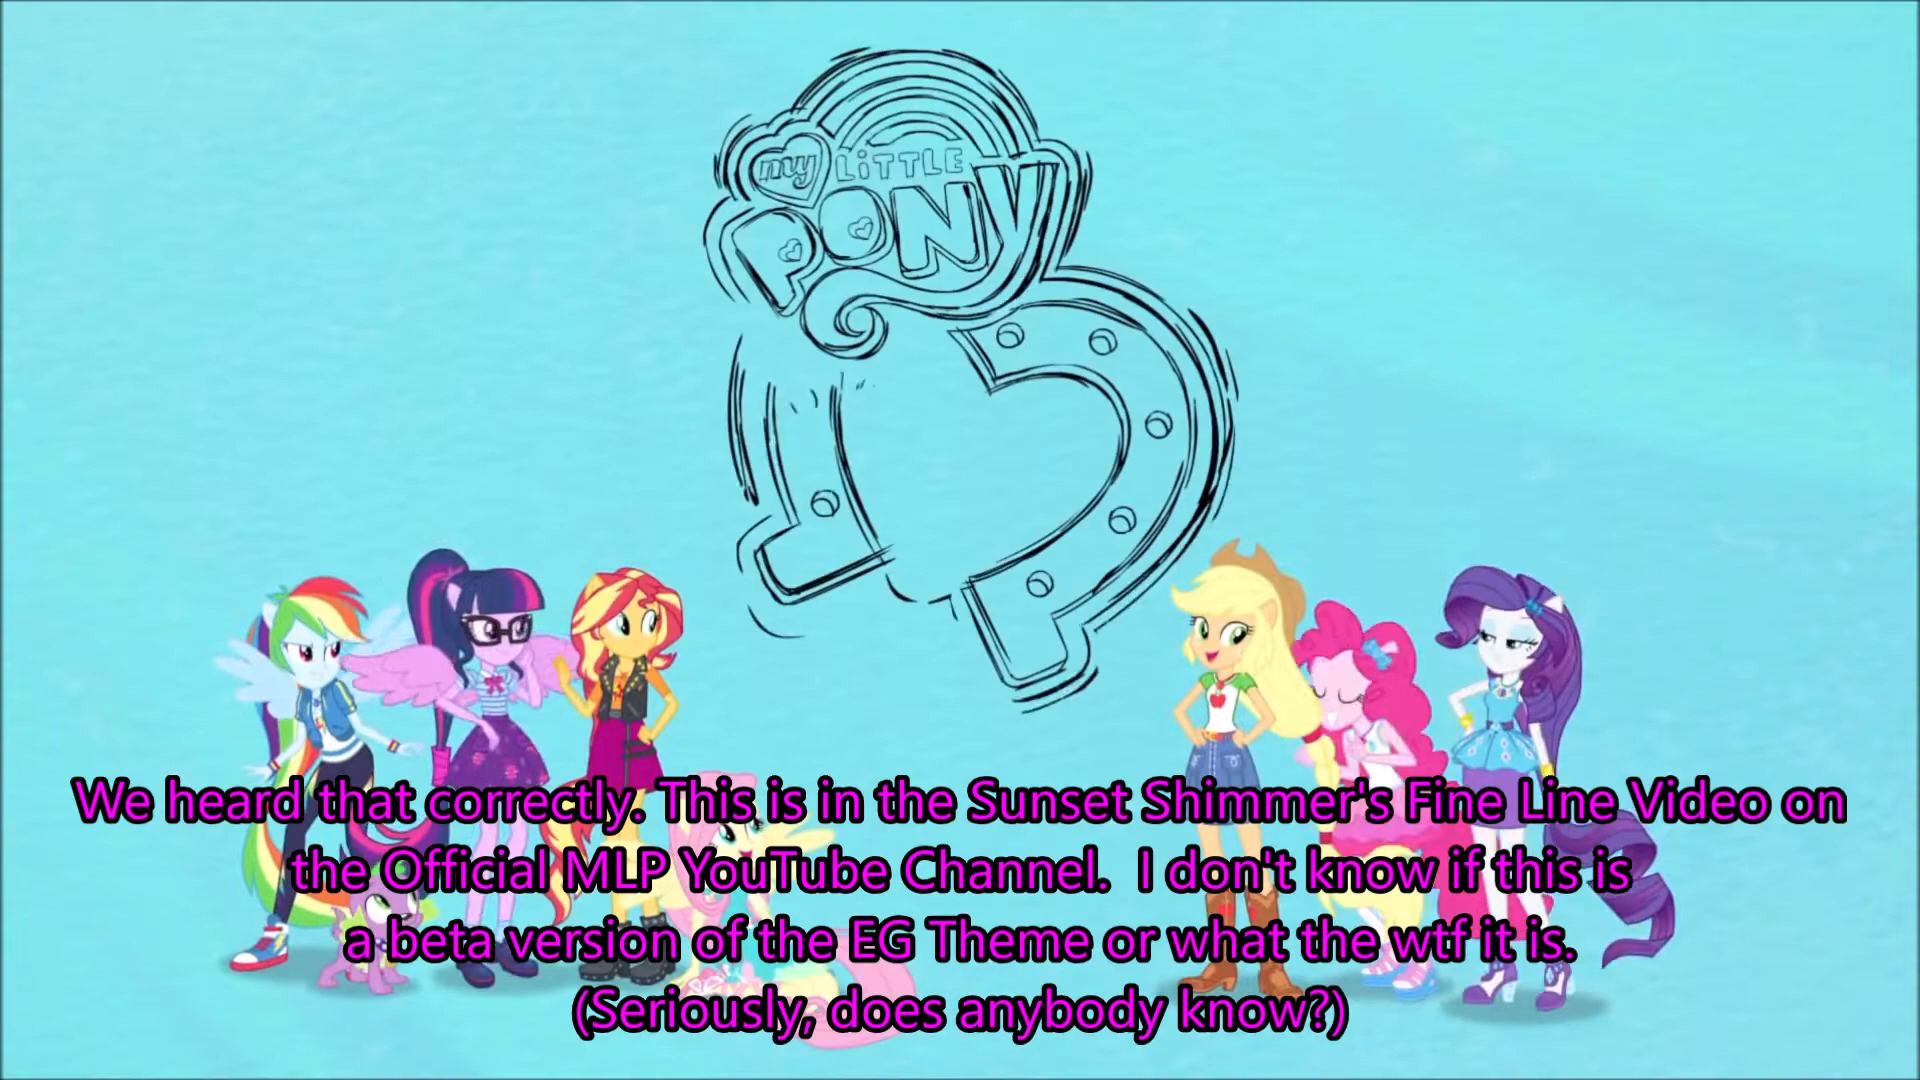 my LiTTLE
PONY
We heard that correctly. This is in the Sunset Shimmer's Fine Line Video on
the Official MLP YouTube Channel.  I don't know if this is
a beta version of the EG Theme or what the wtf it is.
(Seriously, does anybody know?)